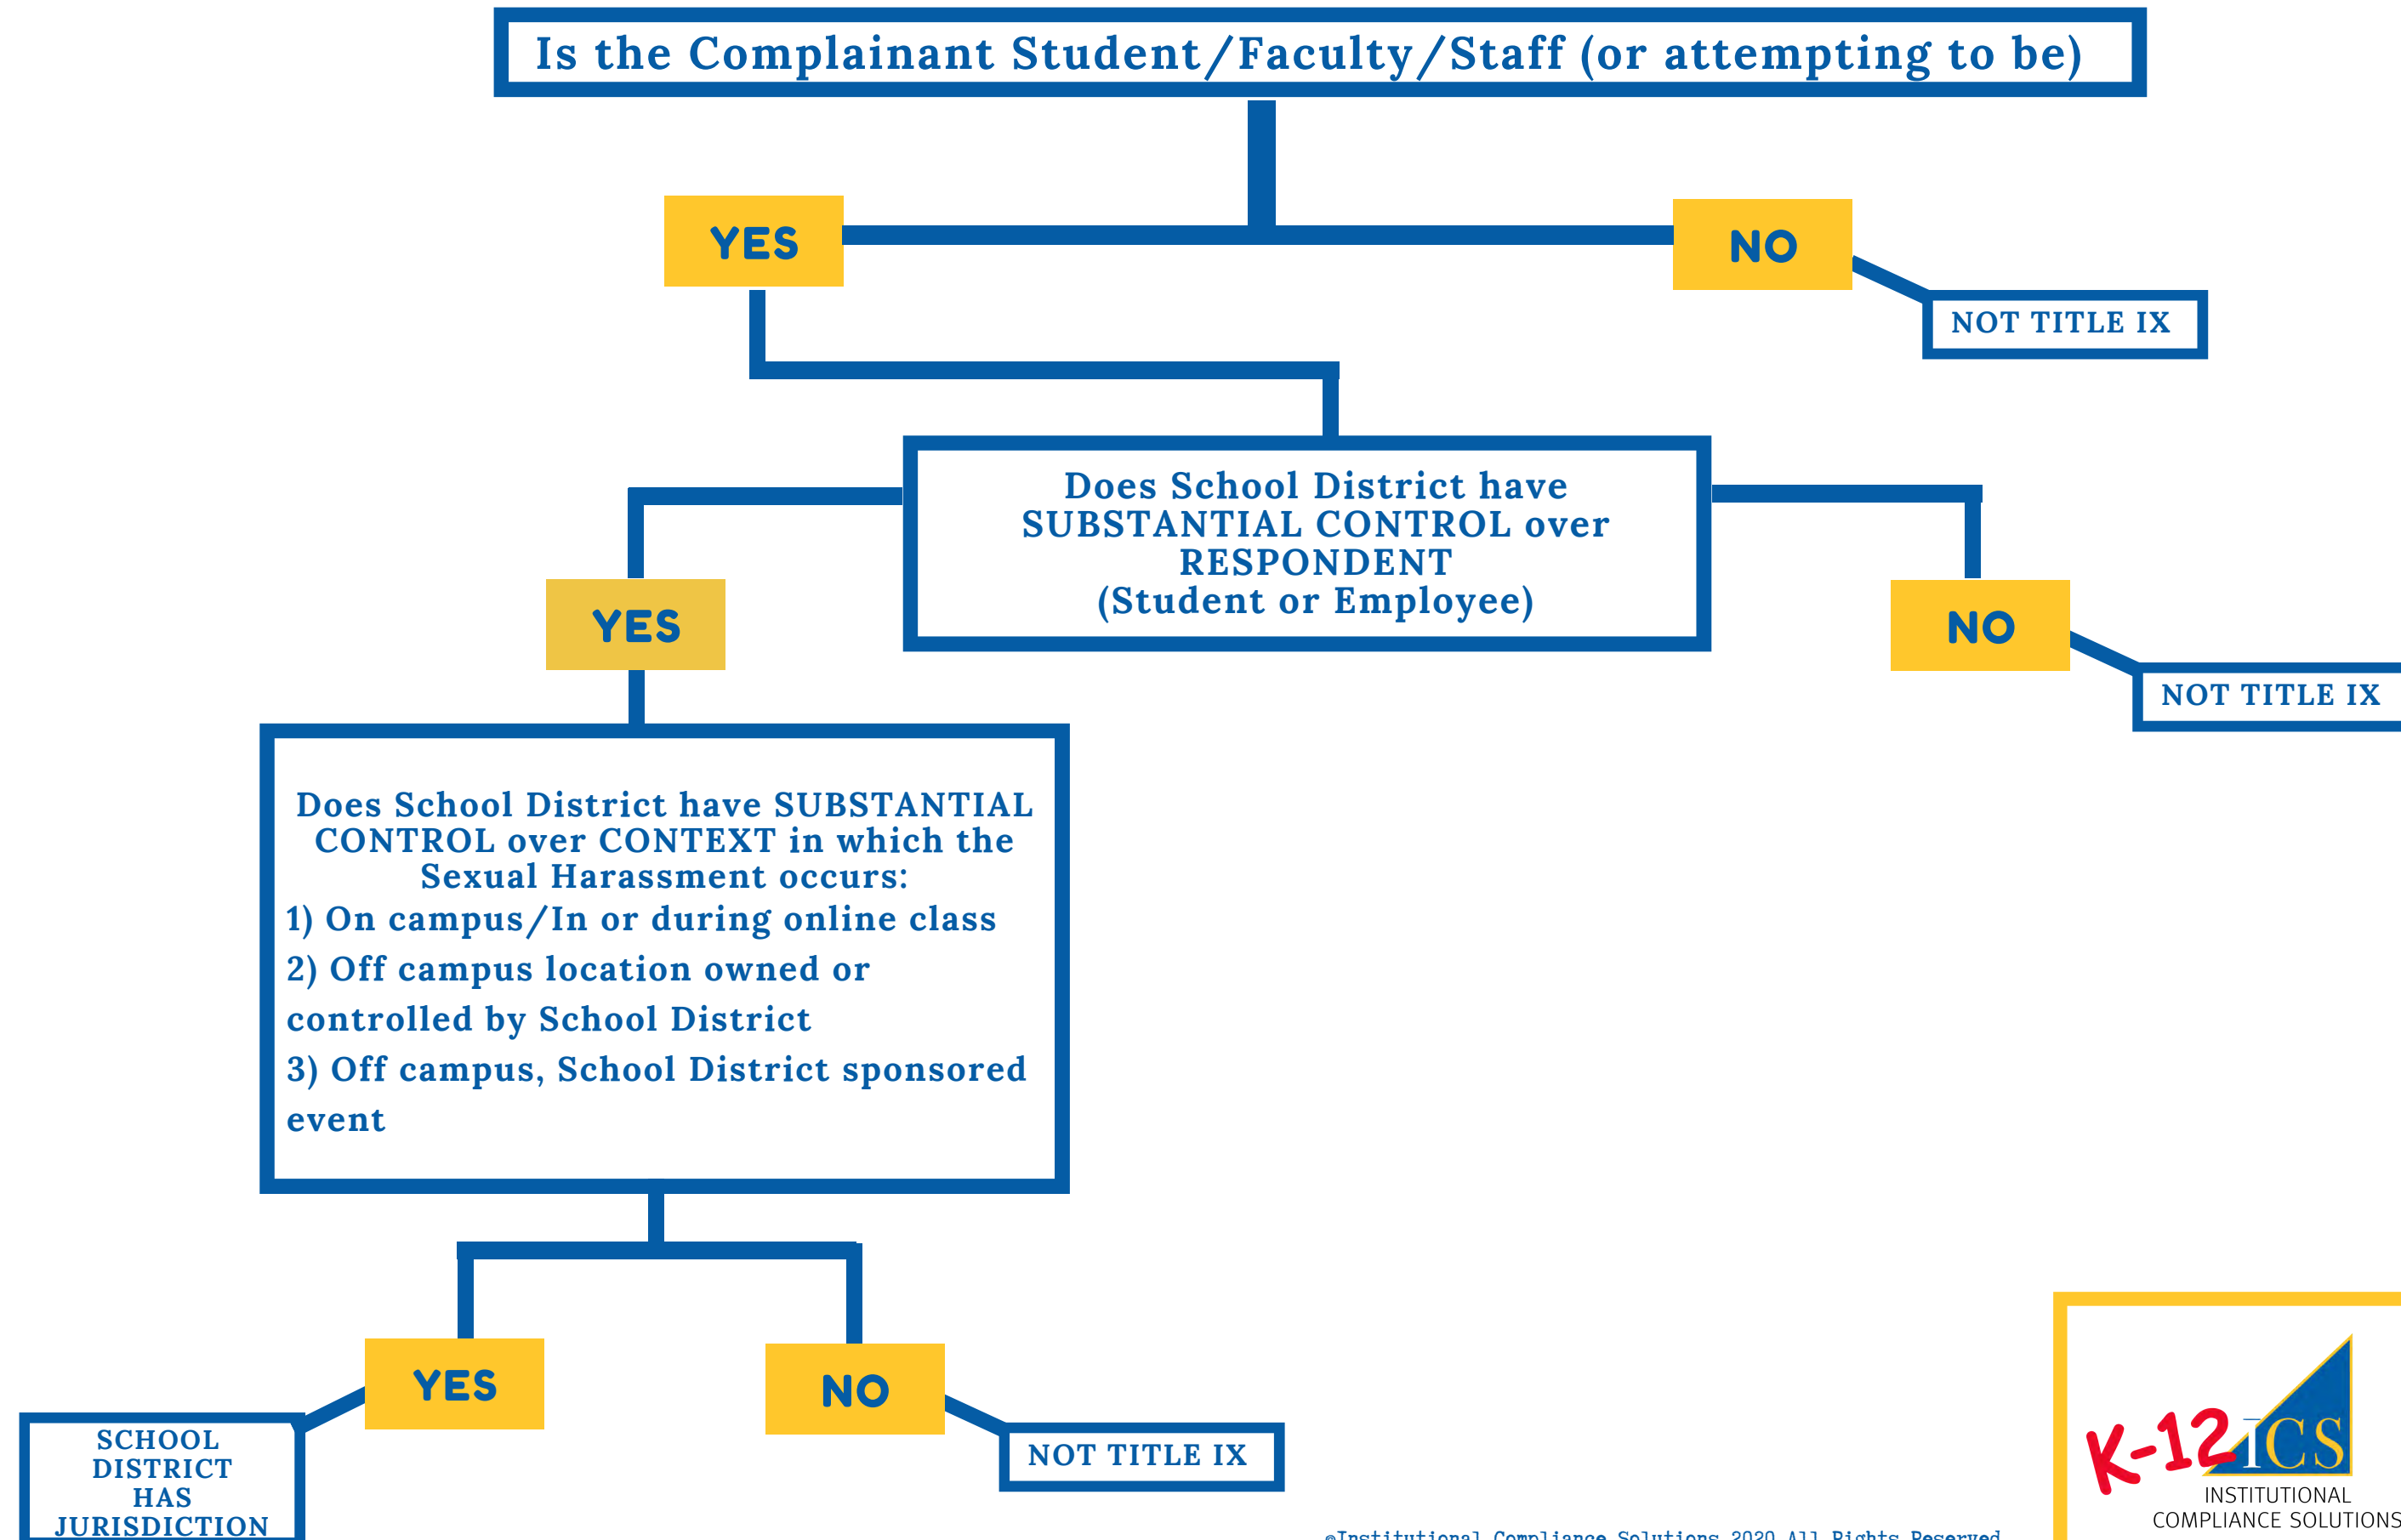 Is the Complainant Student/Faculty/Staff (or attempting to be)
YES
NO
NOT TITLE IX
Does School District have
SUBSTANTIAL CONTROL over
RESPONDENT
(Student or Employee)
YES
NO
NOT TITLE IX
Does School District have SUBSTANTIAL
CONTROL over CONTEXT in which the
Sexual Harassment occurs:
1) On campus/In or during online class
2) Off campus location owned or
controlled by School District
3) Off campus, School District sponsored
event
YES
NO
SCHOOL
DISTRICT
HAS
JURISDICTION
NOT TITLE IX
K-12 ICS
INSTITUTIONAL
COMPLIANCE SOLUTIONS
©Institutional Compliance Solutions 2020 All Rights Reserved